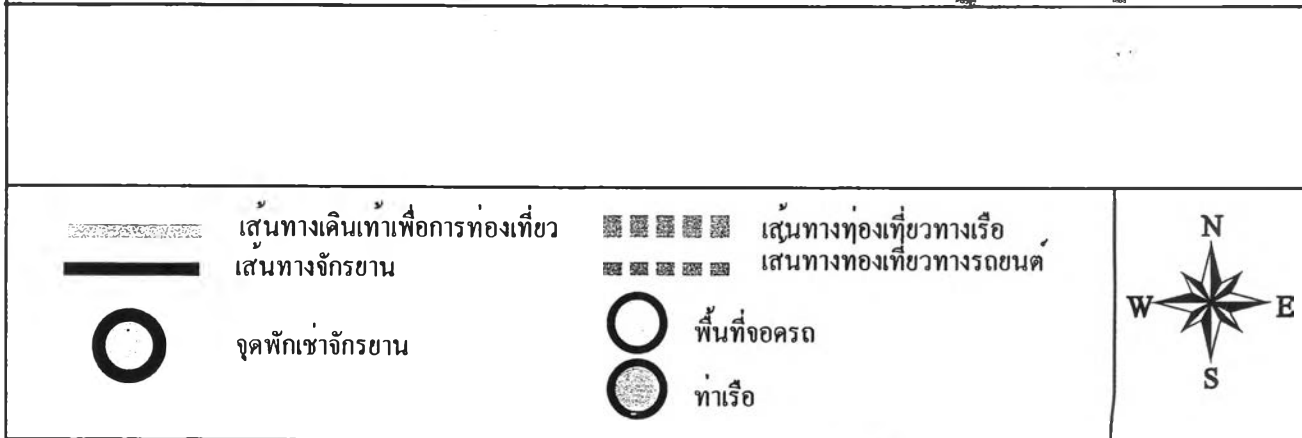 เส้นทางเดินเท้าเพื่อการท่องเที่ยว
เส้นทางจักรยาน
จุดพักเช่าจักรยาน
เส้นทางท่องเที่ยวทางเรือ
เส้นทางท่องเที่ยวทางรถยนต์
พื้นที่จอดรถ
ท่าเรือ
N
W
E
S